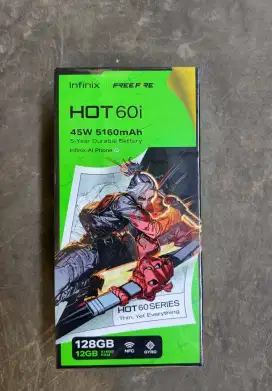 Infinix FREE FIRE
HOT 60i
45W 5160mAh
5-Year Durable Battery
Infinix AI Phone
HOT 60 SERIES
Thin, Yet Everything
128GB
12GB
NFC
GYRO